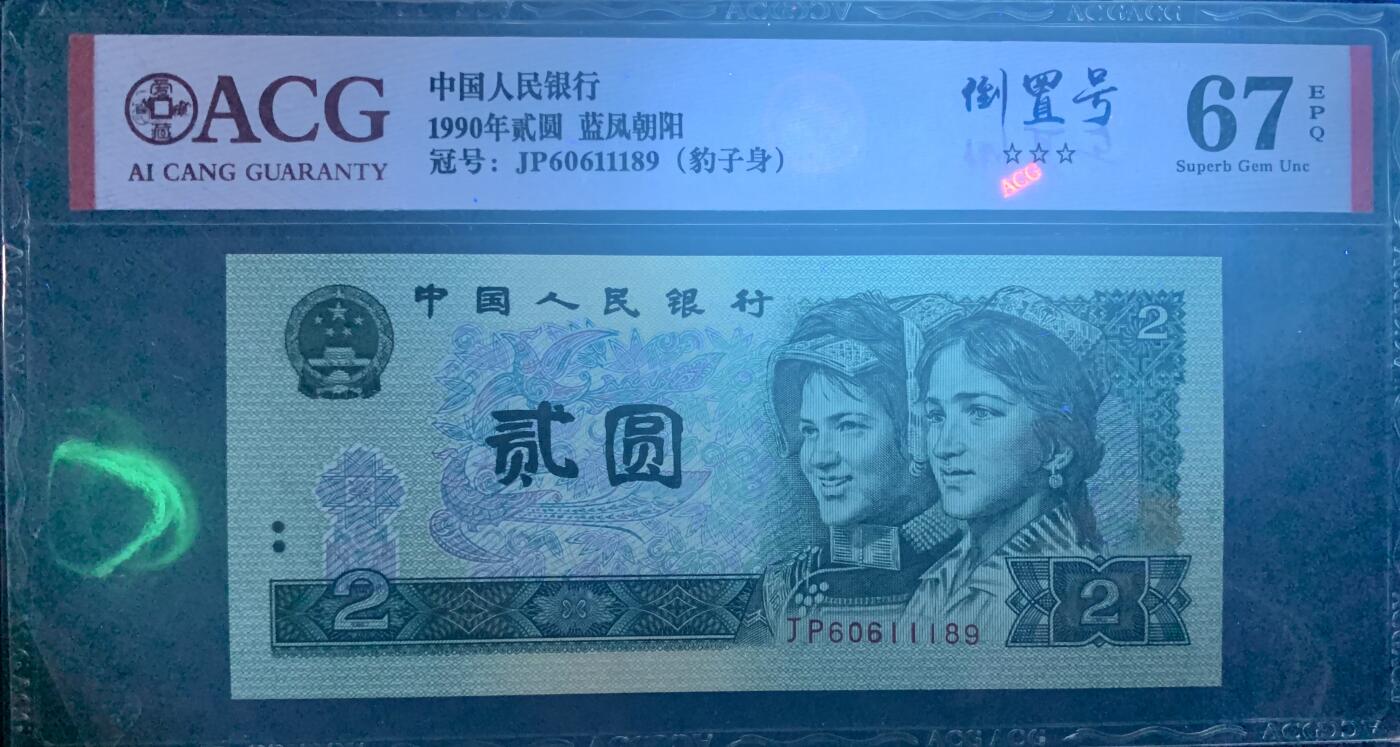 ACGACG
ACG
AI CANG GUARANTY
中国人民银行
1990年贰圆 蓝凤朝阳
冠号：JP60611189（豹子身）
倒置号
☆☆☆
ACG
67
EPQ
Superb Gem Unc
中国人民银行
2
贰圆
2
JP60611189
2
ACGACG